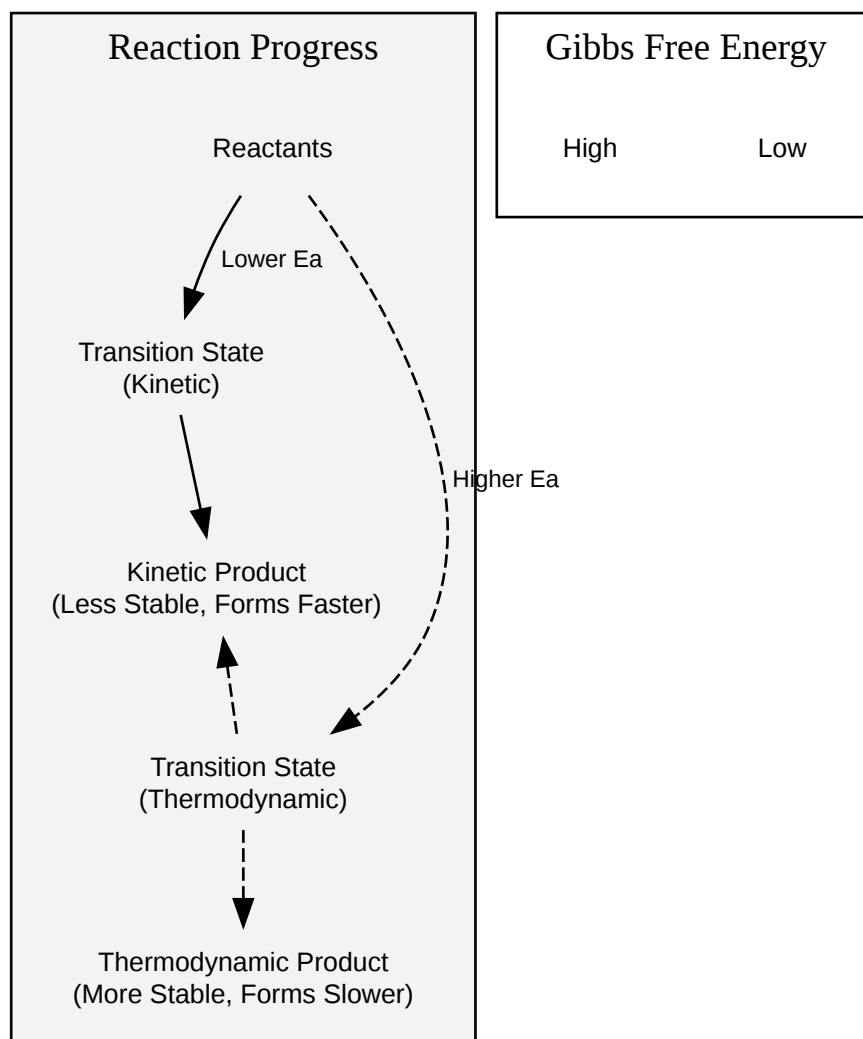 Reaction Progress
Reactants
Lower Ea
Transition State
(Kinetic)
Higher Ea
Kinetic Product
(Less Stable, Forms Faster)
Transition State
(Thermodynamic)
Thermodynamic Product
(More Stable, Forms Slower)
Gibbs Free Energy
High Low